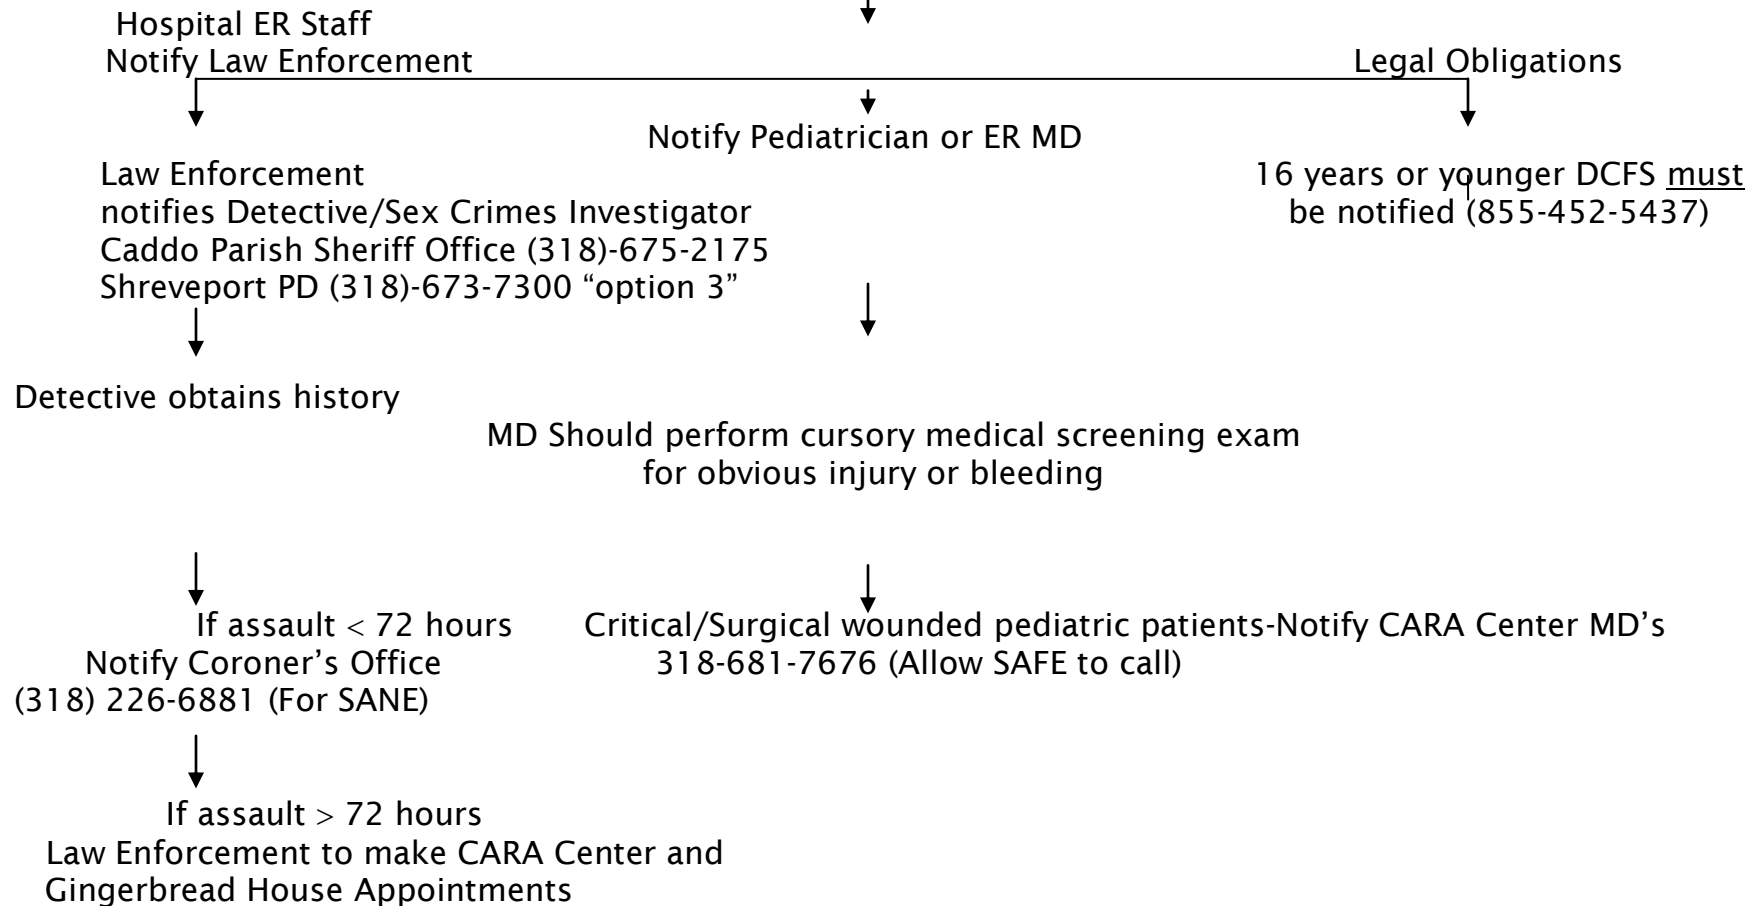 Hospital ER Staff
Notify Law Enforcement
Legal Obligations
Notify Pediatrician or ER MD
Law Enforcement
notifies Detective/Sex Crimes Investigator
Caddo Parish Sheriff Office (318)-675-2175
Shreveport PD (318)-673-7300 “option 3”
16 years or younger DCFS must
be notified (855-452-5437)
Detective obtains history
MD Should perform cursory medical screening exam
for obvious injury or bleeding
If assault < 72 hours
Notify Coroner’s Office
(318) 226-6881 (For SANE)
Critical/Surgical wounded pediatric patients-Notify CARA Center MD’s
318-681-7676 (Allow SAFE to call)
If assault > 72 hours
Law Enforcement to make CARA Center and
Gingerbread House Appointments